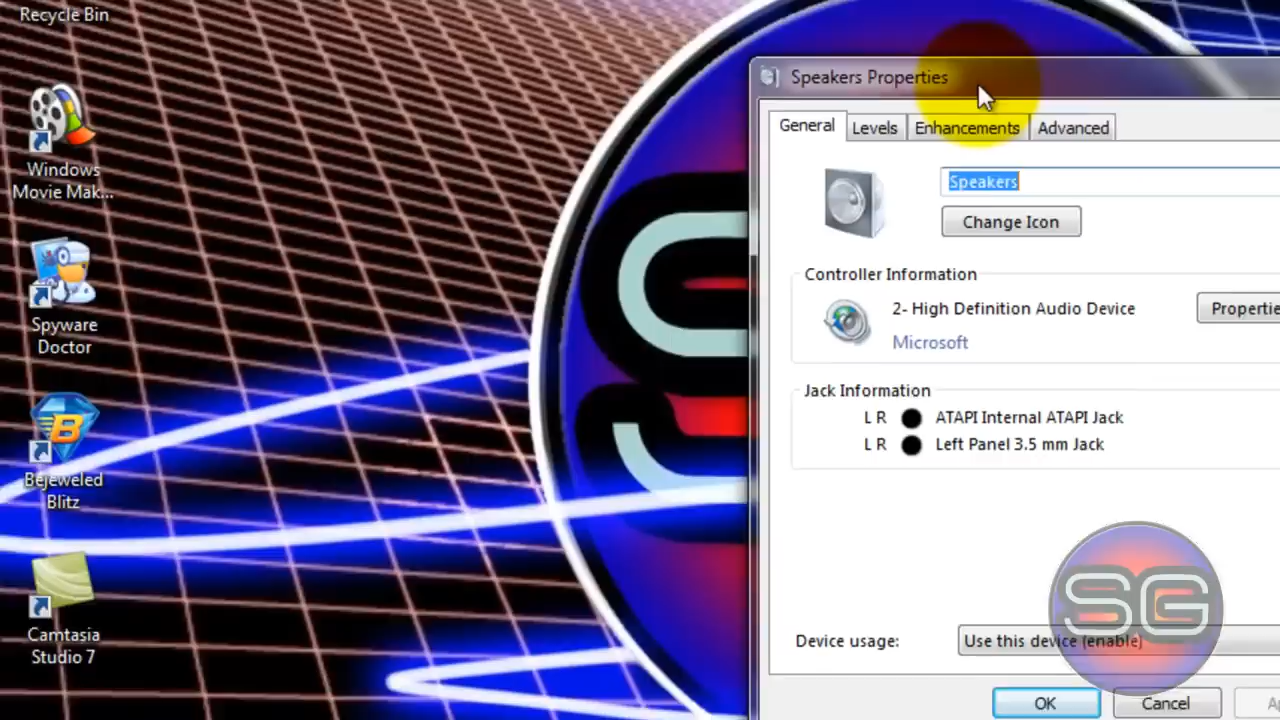 Recycle Bin
Windows
Movie Mak...
Spyware
Doctor
Bejeweled
Blitz
Camtasia
Studio 7
Speakers Properties
General Levels Enhancements Advanced
Speakers
Change Icon
Controller Information
2- High Definition Audio Device
Propertie
Microsoft
Jack Information
L R ATAPI Internal ATAPI Jack
L R Left Panel 3.5 mm Jack
Device usage: Use this device (enable)
SG
OK Cancel